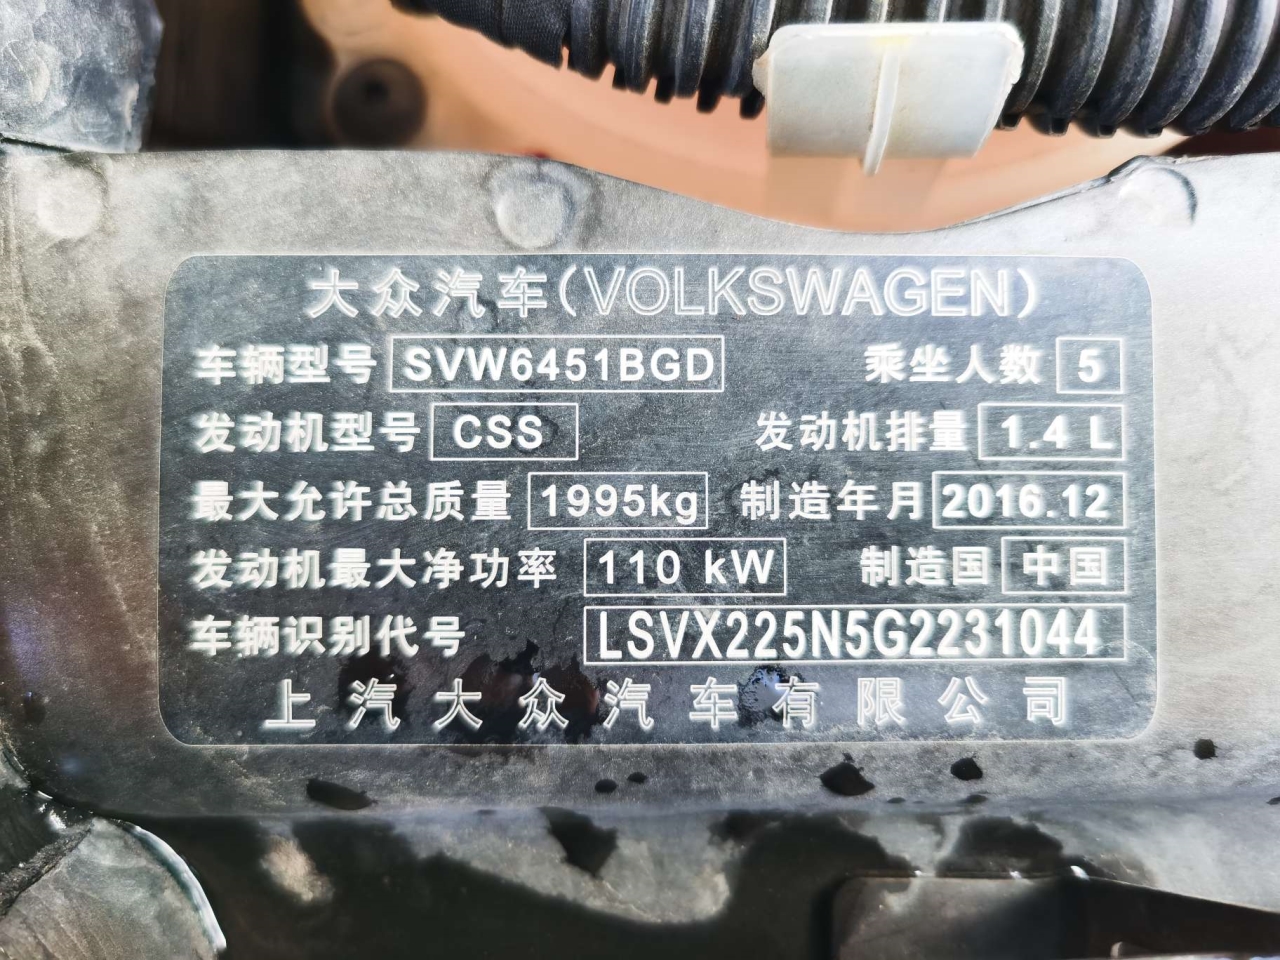 大众汽车(VOLKSWAGEN)
车辆型号 SVW6451BGD 乘坐人数 5
发动机型号 CSS 发动机排量 1.4 L
最大允许总质量 1995kg 制造年月 2016.12
发动机最大净功率 110 kW 制造国 中国
车辆识别代号 LSVX225N5G2231044
上汽大众汽车有限公司